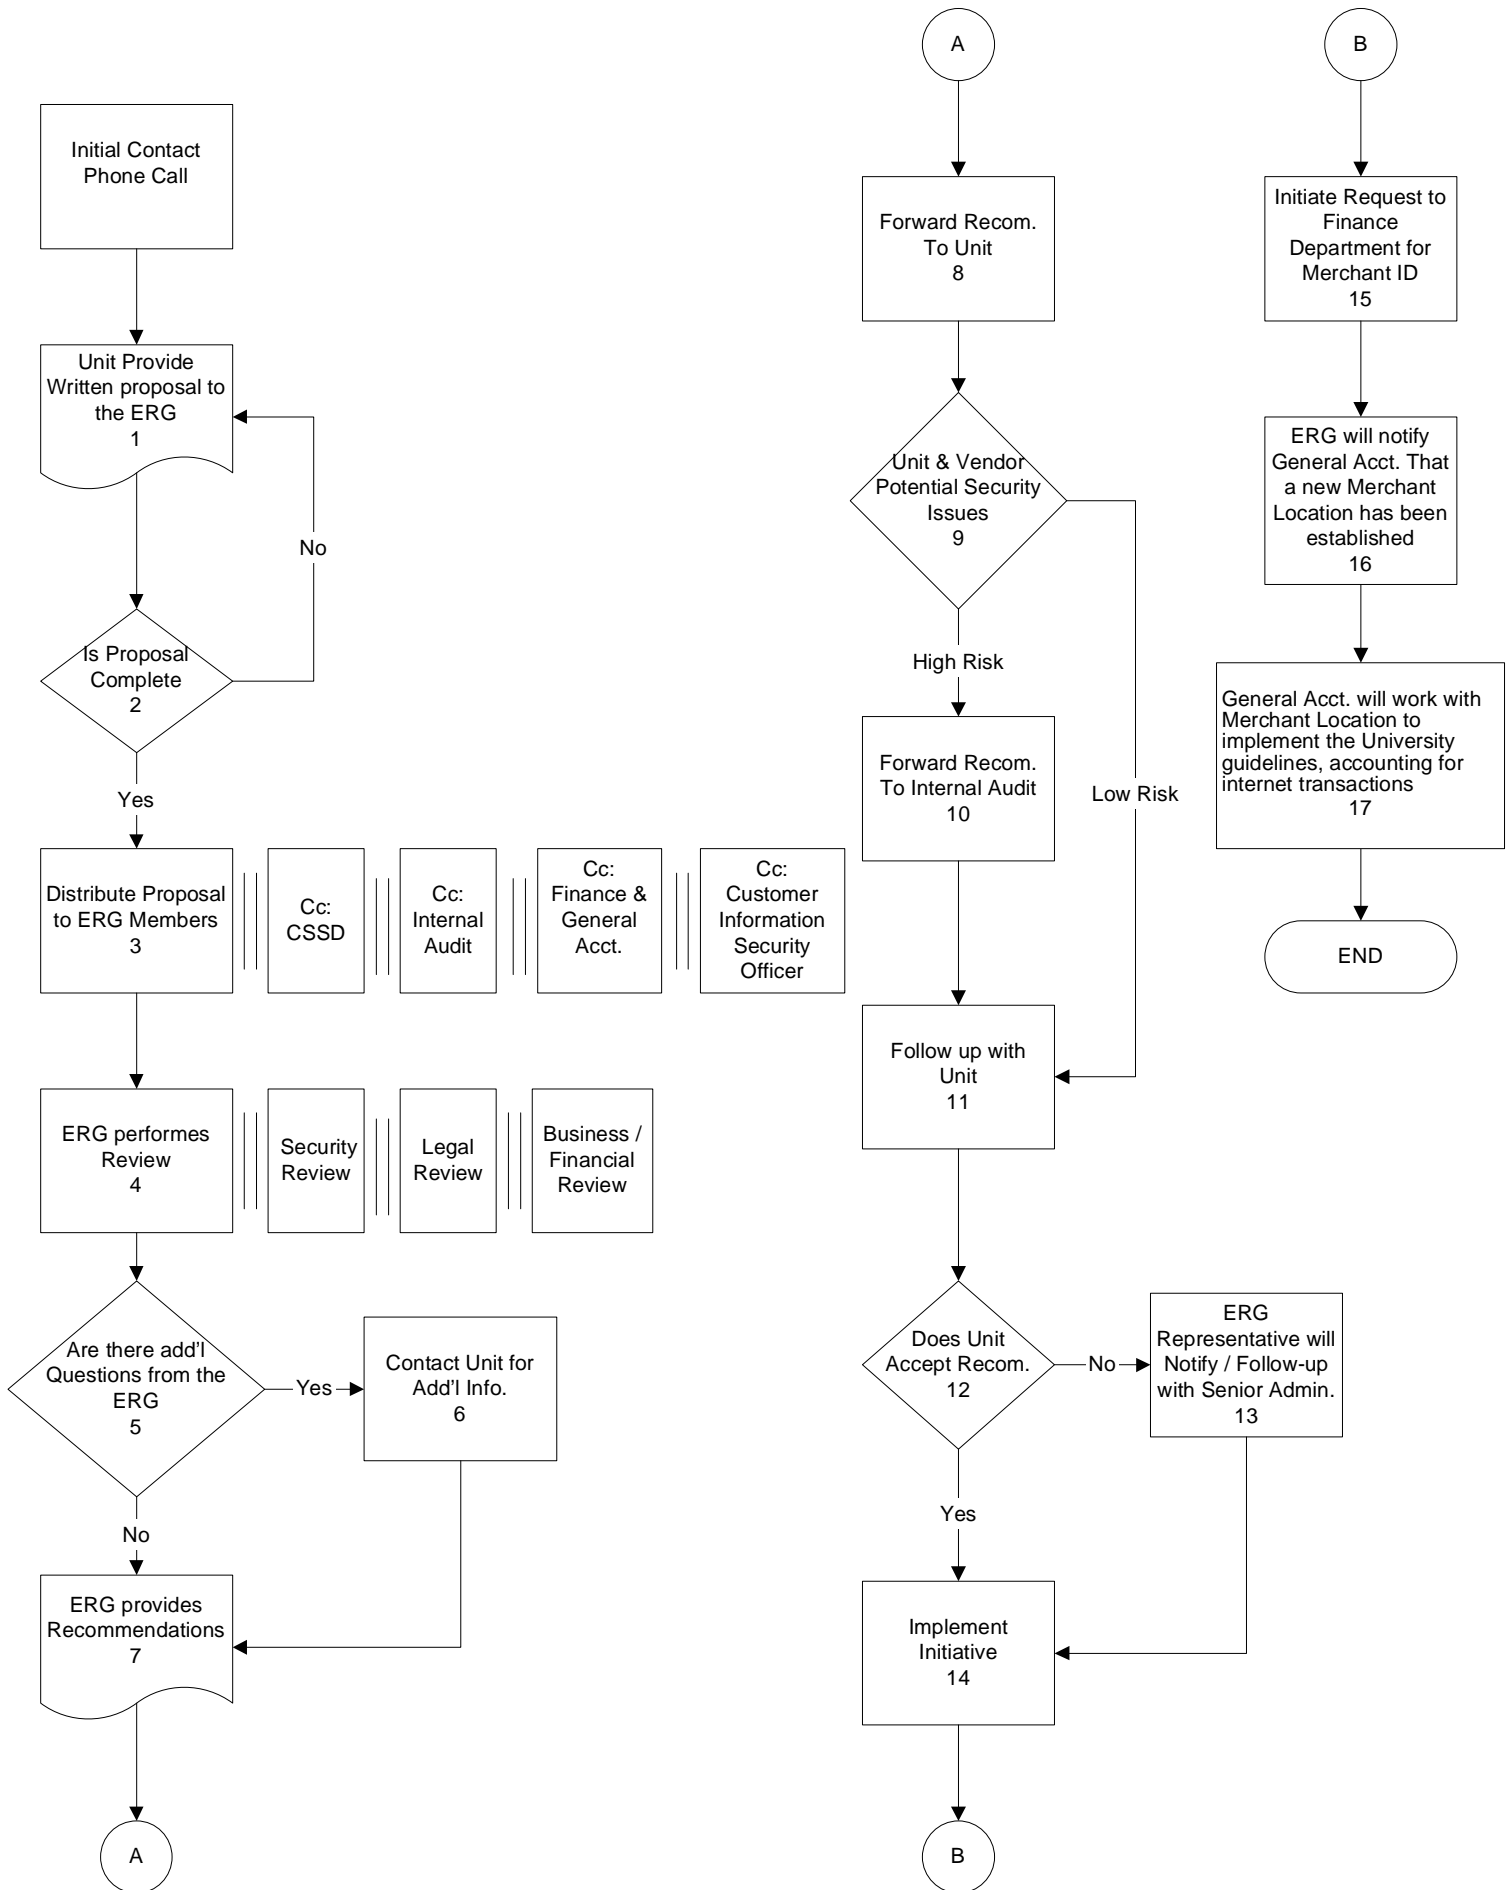 Initial Contact
Phone Call
Unit Provide
Written proposal to
the ERG
1
No
Is Proposal
Complete
2
Yes
Distribute Proposal
to ERG Members
3
Cc:
CSSD
Cc:
Internal
Audit
Cc:
Finance &
General
Acct.
Cc:
Customer
Information
Security
Officer
ERG performes
Review
4
Security
Review
Legal
Review
Business /
Financial
Review
Are there add'l
Questions from the
ERG
5
Yes
Contact Unit for
Add'l Info.
6
No
ERG provides
Recommendations
7
A
A
Forward Recom.
To Unit
8
Unit & Vendor
Potential Security
Issues
9
High Risk
Low Risk
Forward Recom.
To Internal Audit
10
Follow up with
Unit
11
Does Unit
Accept Recom.
12
No
ERG
Representative will
Notify / Follow-up
with Senior Admin.
13
Yes
Implement
Initiative
14
B
B
Initiate Request to
Finance
Department for
Merchant ID
15
ERG will notify
General Acct. That
a new Merchant
Location has been
established
16
General Acct. will work with
Merchant Location to
implement the University
guidelines, accounting for
internet transactions
17
END